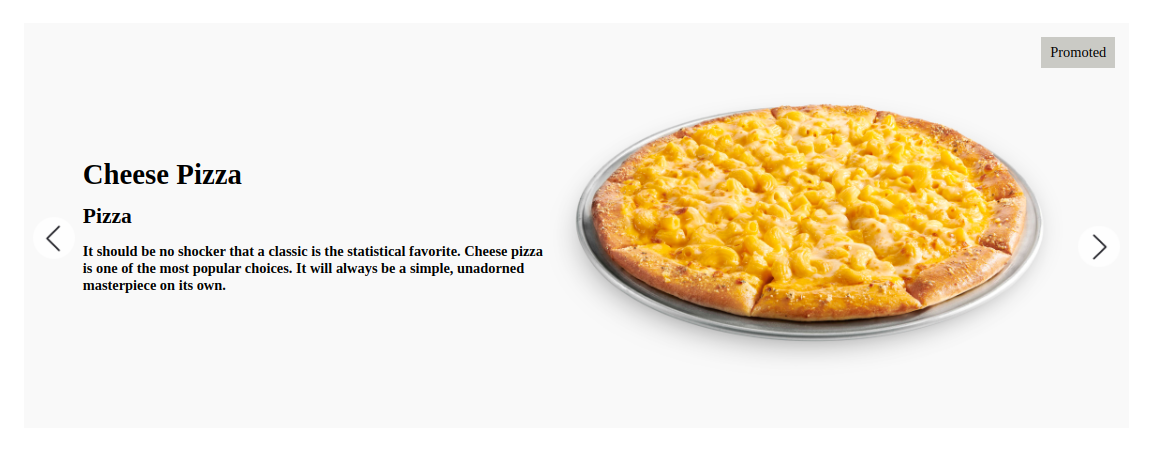 Promoted
Cheese Pizza
Pizza
It should be no shocker that a classic is the statistical favorite. Cheese pizza
is one of the most popular choices. It will always be a simple, unadorned
masterpiece on its own.